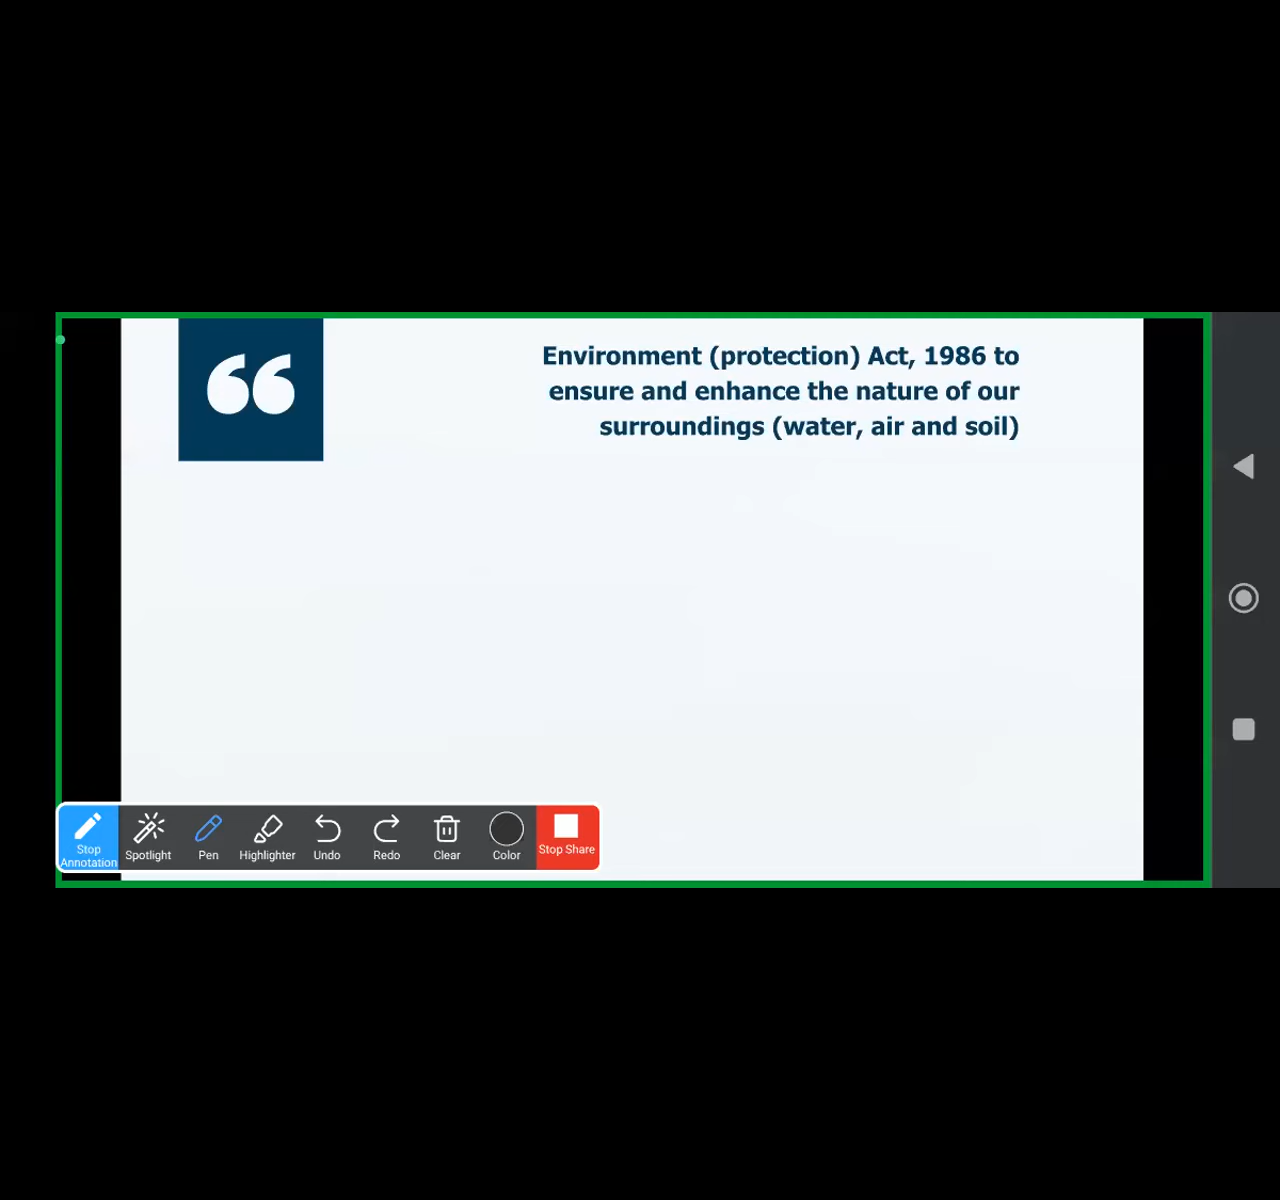 ❝
Environment (protection) Act, 1986 to
ensure and enhance the nature of our
surroundings (water, air and soil)
Stop Annotation
Spotlight
Pen
Highlighter
Undo
Redo
Clear
Color
Stop Share